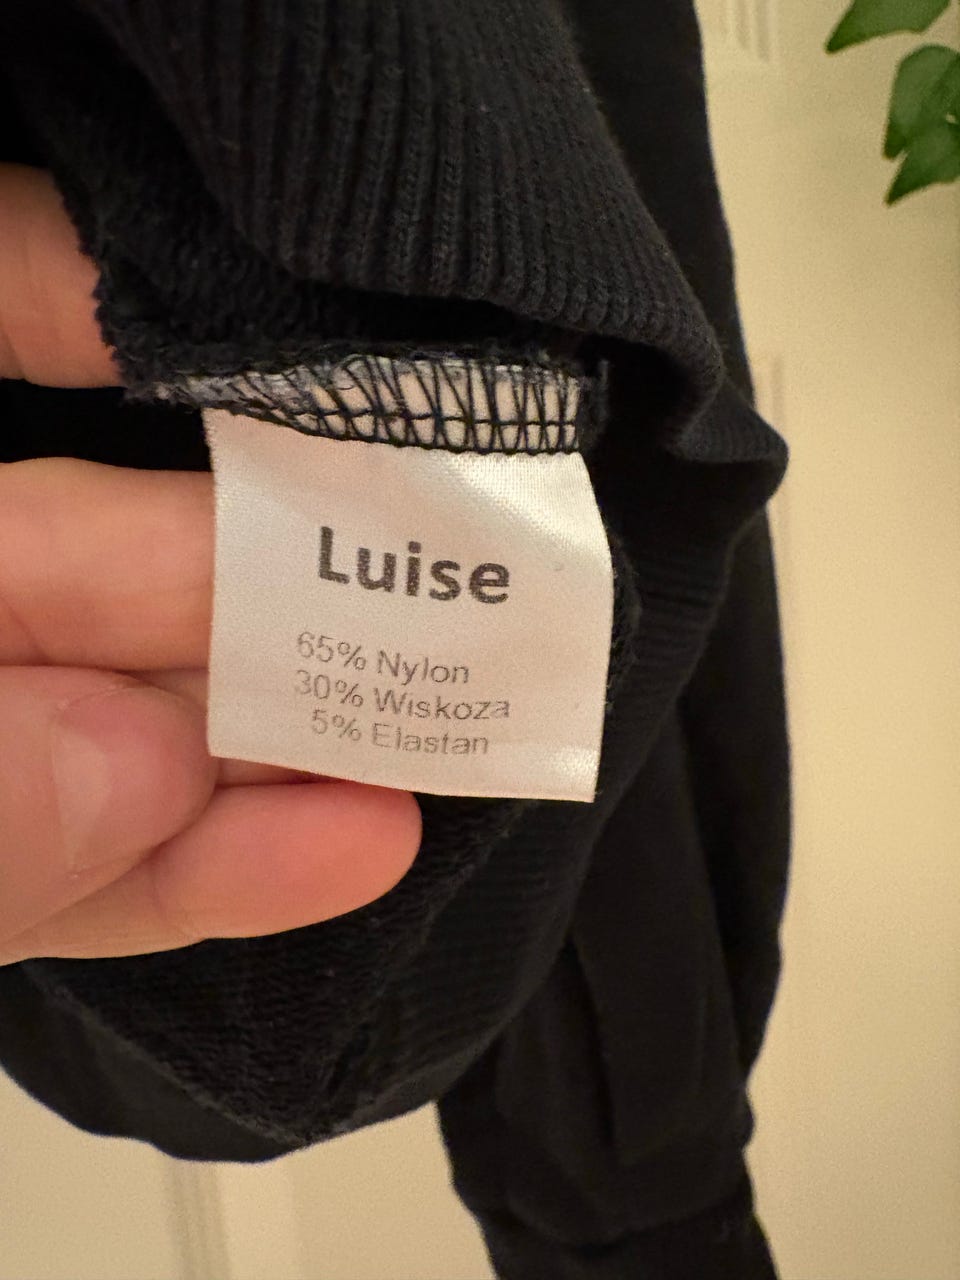 Luise
65% Nylon
30% Wiskoza
5% Elastan